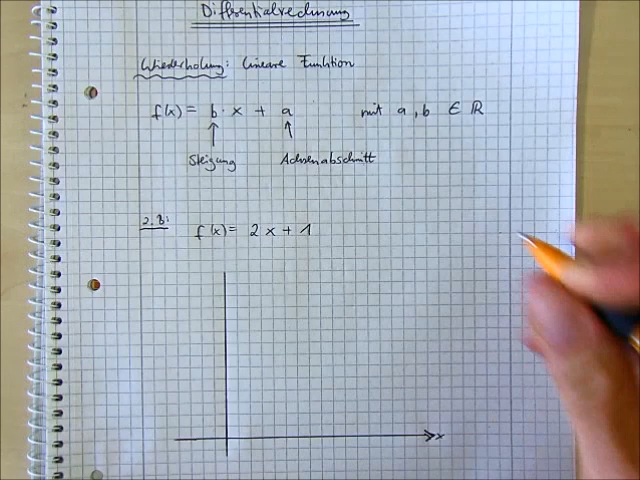 Differentialrechnung
Wiederholung: lineare Funktion
f(x) = b · x + a mit a, b ∈ ℝ
Steigung Achsenabschnitt
z.B.: f(x) = 2x + 1
x